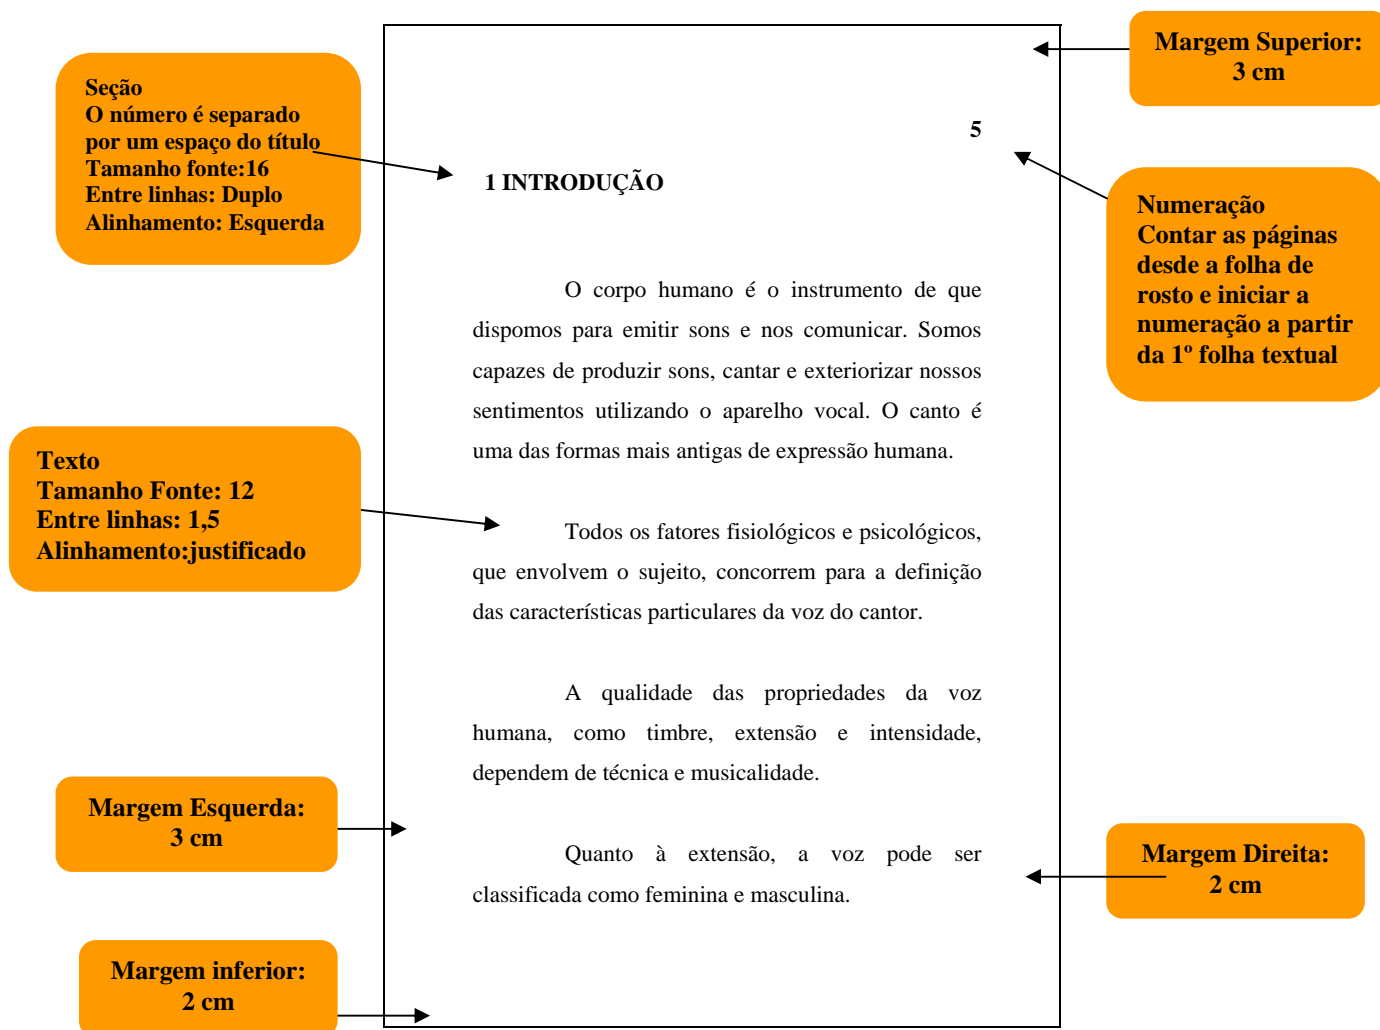 Margem Superior:
3 cm
Seção
O número é separado
por um espaço do título
Tamanho fonte:16
Entre linhas: Duplo
Alinhamento: Esquerda
5
1 INTRODUÇÃO
Numeração
Contar as páginas
desde a folha de
rosto e iniciar a
numeração a partir
da 1º folha textual
O corpo humano é o instrumento de que
dispomos para emitir sons e nos comunicar. Somos
capazes de produzir sons, cantar e exteriorizar nossos
sentimentos utilizando o aparelho vocal. O canto é
uma das formas mais antigas de expressão humana.
Texto
Tamanho Fonte: 12
Entre linhas: 1,5
Alinhamento:justificado
Todos os fatores fisiológicos e psicológicos,
que envolvem o sujeito, concorrem para a definição
das características particulares da voz do cantor.
A qualidade das propriedades da voz
humana, como timbre, extensão e intensidade,
dependem de técnica e musicalidade.
Margem Esquerda:
3 cm
Quanto à extensão, a voz pode ser
classificada como feminina e masculina.
Margem Direita:
2 cm
Margem inferior:
2 cm